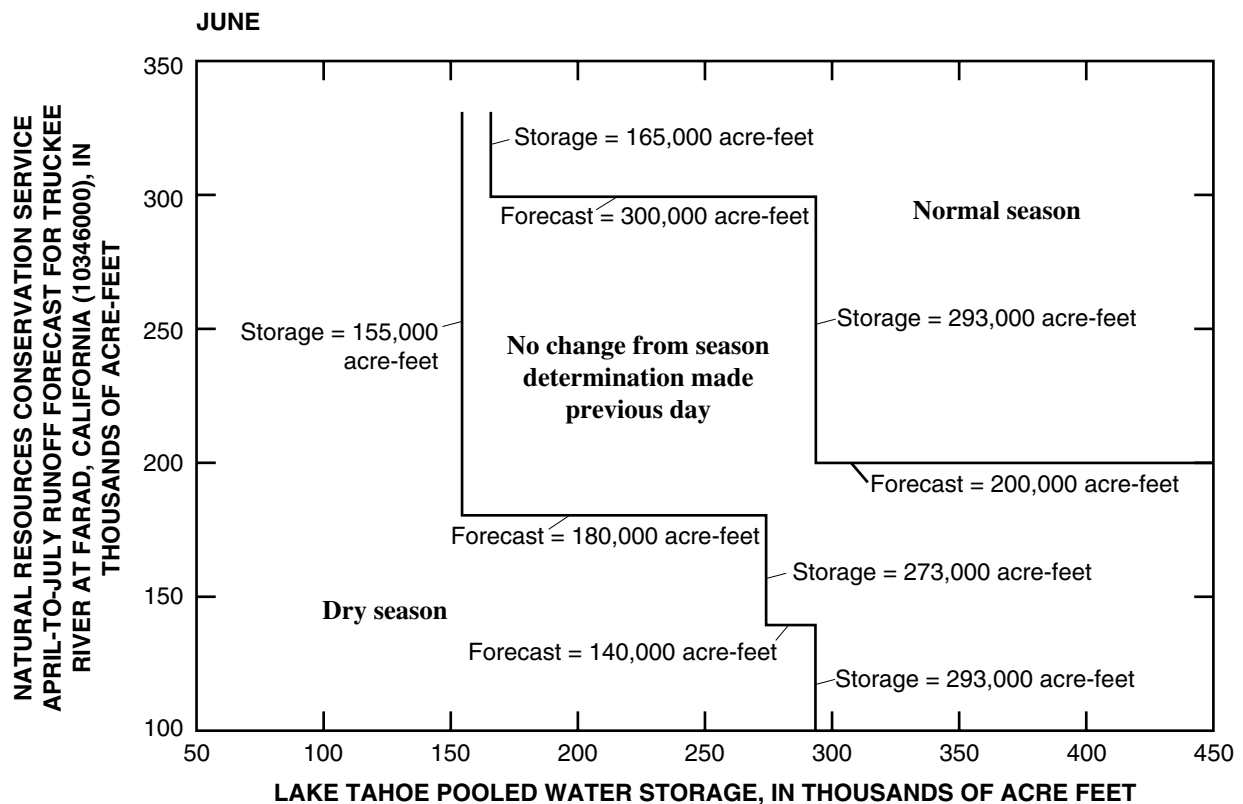 JUNE
NATURAL RESOURCES CONSERVATION SERVICE
APRIL-TO-JULY RUNOFF FORECAST FOR TRUCKEE
RIVER AT FARAD, CALIFORNIA (10346000), IN
THOUSANDS OF ACRE-FEET
350
300
250
200
150
100
Storage = 165,000 acre-feet
Forecast = 300,000 acre-feet
Normal season
Storage = 155,000
acre-feet
Storage = 293,000 acre-feet
No change from season
determination made
previous day
Forecast = 200,000 acre-feet
Forecast = 180,000 acre-feet
Storage = 273,000 acre-feet
Dry season
Forecast = 140,000 acre-feet
Storage = 293,000 acre-feet
50 100 150 200 250 300 350 400 450
LAKE TAHOE POOLED WATER STORAGE, IN THOUSANDS OF ACRE FEET